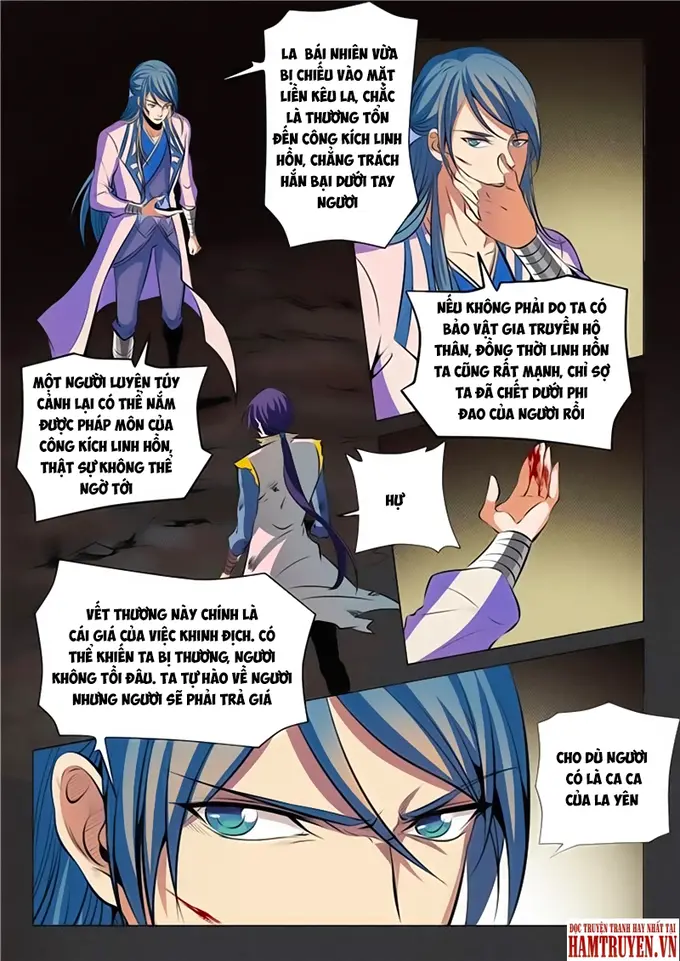 LA BÁI NHIÊN VỪA
BỊ CHIẾU VÀO MẶT
LIỀN KÊU LA, CHẮC
LÀ THƯƠNG TỔN
ĐẾN CÔNG KÍCH LINH
HỒN, CHẲNG TRÁCH
HẮN BẠI DƯỚI TAY
NGƯƠI
NẾU KHÔNG PHẢI DO TA CÓ
BẢO VẬT GIA TRUYỀN HỘ
THÂN, ĐỒNG THỜI LINH HỒN
TA CŨNG RẤT MẠNH, CHỈ SỢ
TA ĐÃ CHẾT DƯỚI PHI
ĐAO CỦA NGƯƠI RỒI
MỘT NGƯỜI LUYỆN TÚY
CẢNH LẠI CÓ THỂ NẮM
ĐƯỢC PHÁP MÔN CỦA
CÔNG KÍCH LINH HỒN,
THẬT SỰ KHÔNG THỂ
NGỜ TỚI
HỰ
VẾT THƯƠNG NÀY CHÍNH LÀ
CÁI GIÁ CỦA VIỆC KHINH ĐỊCH. CÓ
THỂ KHIẾN TA BỊ THƯƠNG, NGƯƠI
KHÔNG TỒI ĐÂU. TA TỰ HÀO VỀ NGƯƠI
NHƯNG NGƯƠI SẼ PHẢI TRẢ GIÁ
CHO DÙ NGƯƠI
CÓ LÀ CA CA
CỦA LA YÊN
ĐỌC TRUYỆN TRANH HAY NHẤT TẠI
HAMTRUYEN.VN